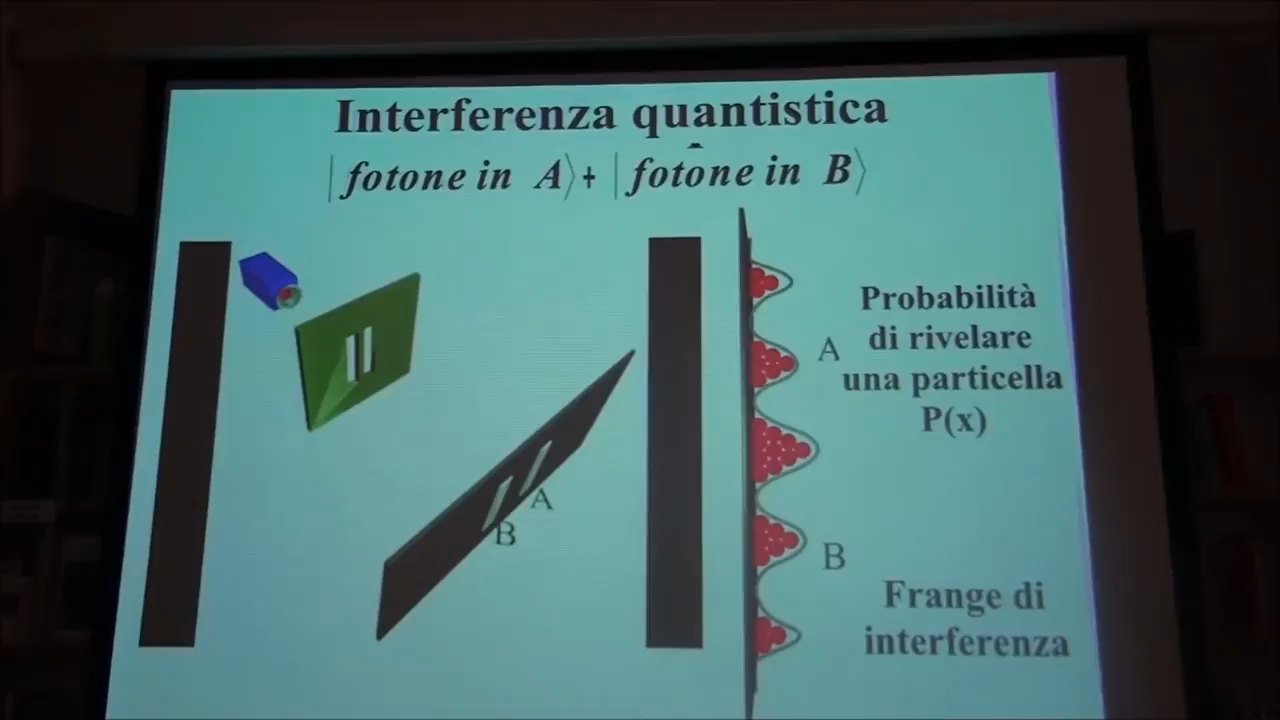 Interferenza quantistica
| fotone in A⟩ + | fotone in B⟩
Probabilità
A di rivelare
una particella
P(x)
A
B
B
Frange di
interferenza